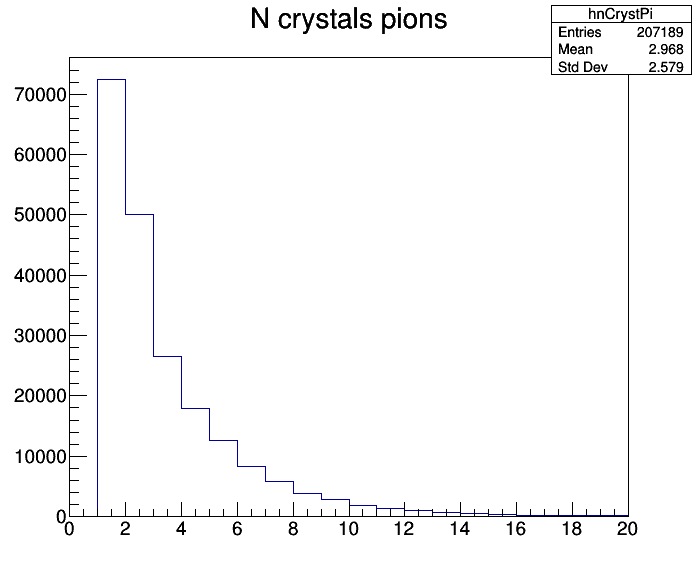 N crystals pions
hnCrystPi
Entries 207189
Mean 2.968
Std Dev 2.579
70000
60000
50000
40000
30000
20000
10000
0
0 2 4 6 8 10 12 14 16 18 20